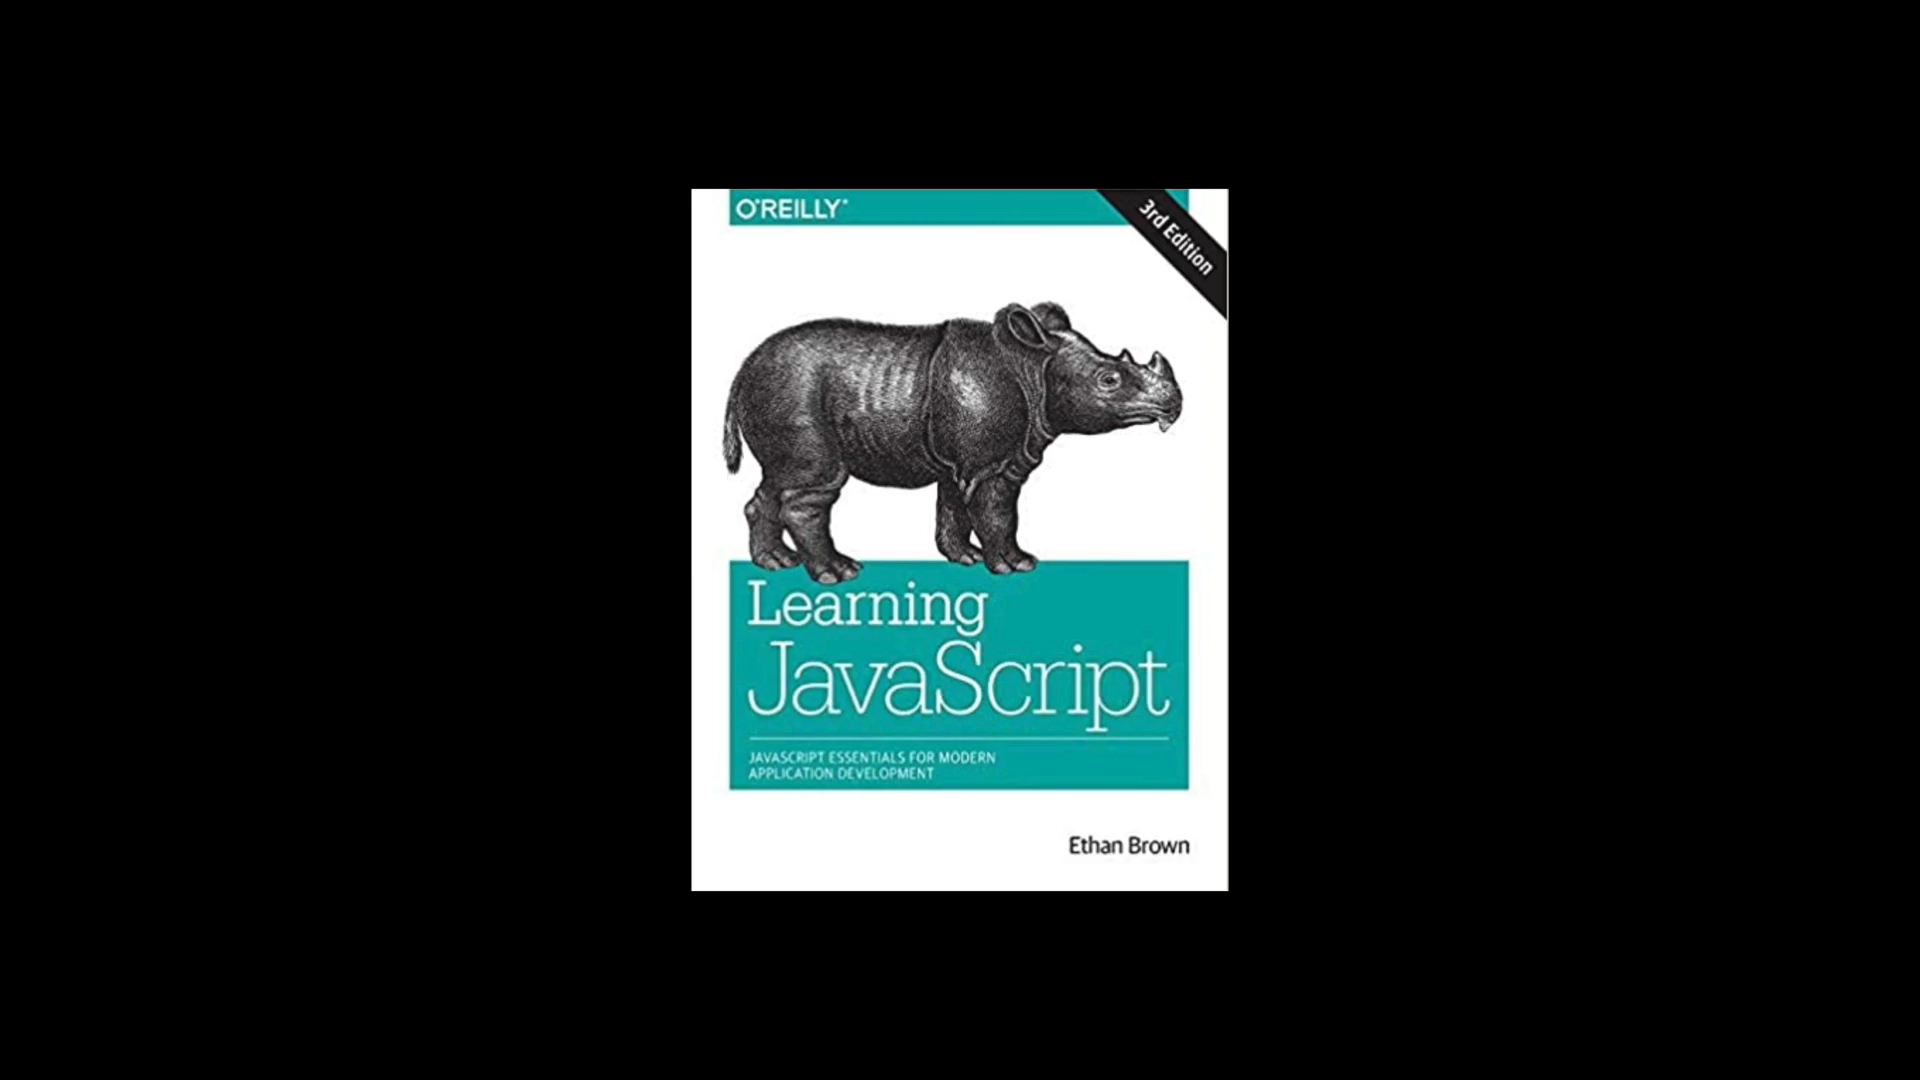 O'REILLY®
3rd Edition
Learning
JavaScript
JAVASCRIPT ESSENTIALS FOR MODERN
APPLICATION DEVELOPMENT
Ethan Brown